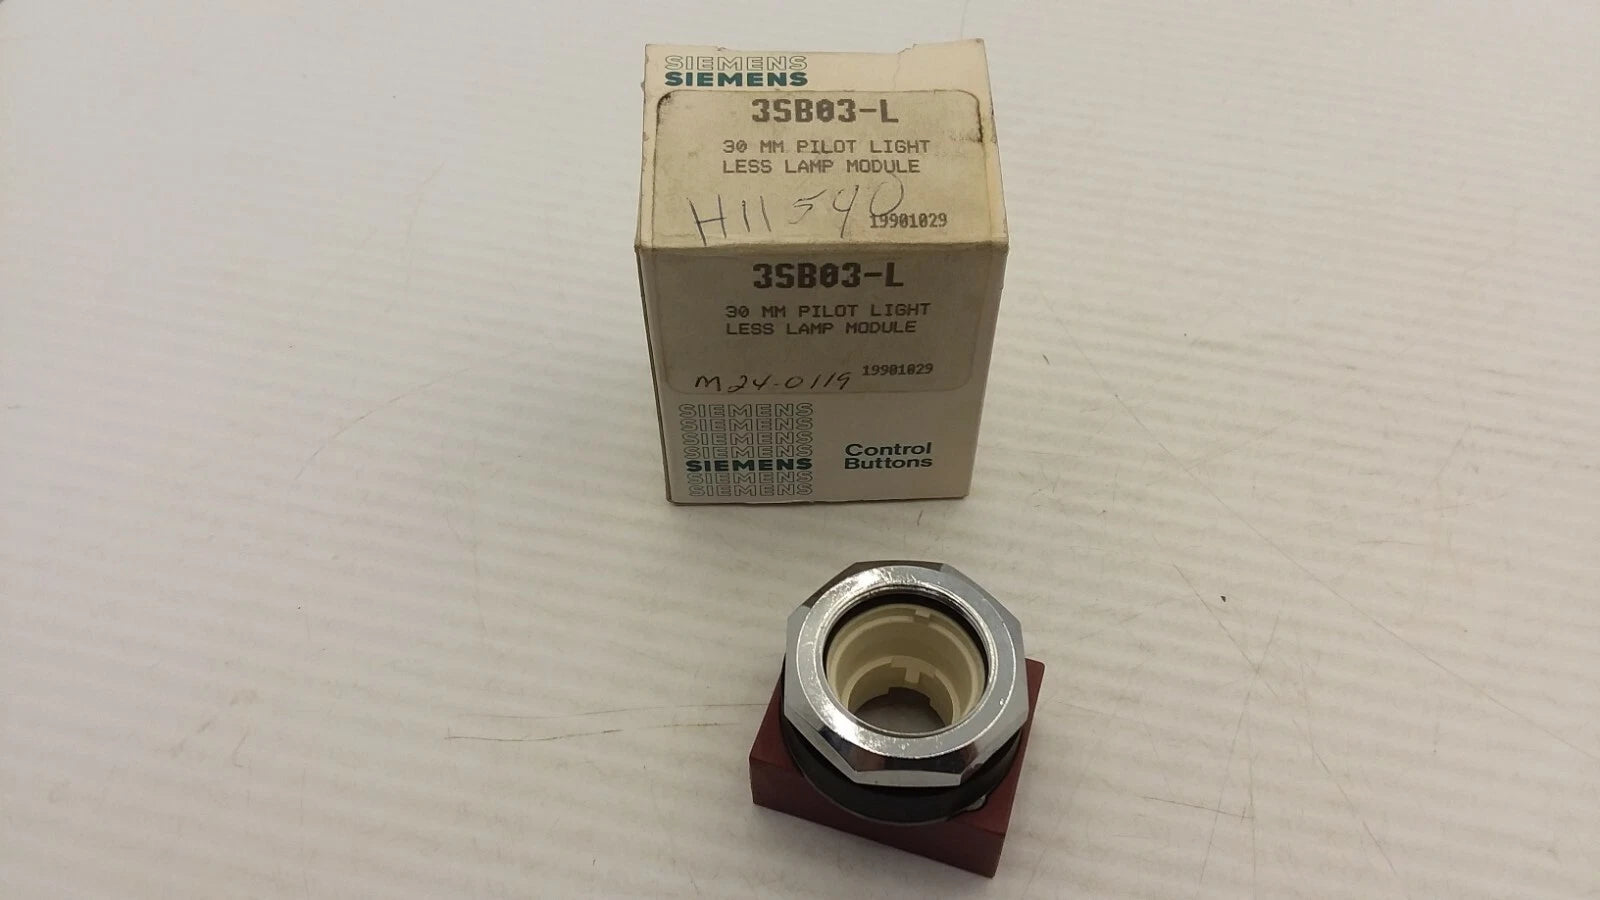 SIEMENS
SIEMENS
3SB03-L
30 MM PILOT LIGHT
LESS LAMP MODULE
H11540
19901029
3SB03-L
30 MM PILOT LIGHT
LESS LAMP MODULE
M24-0119 19901029
SIEMENS
SIEMENS
SIEMENS
SIEMENS
SIEMENS
SIEMENS
SIEMENS
Control
Buttons